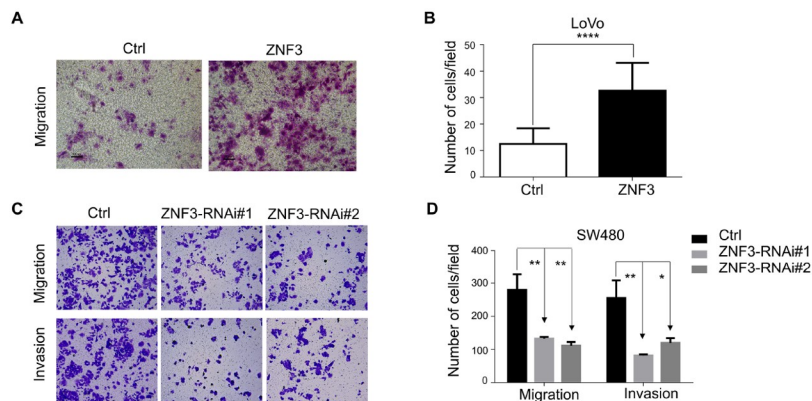 A
Ctrl
ZNF3
Migration
B
LoVo
****
Number of cells/field
50
40
30
20
10
0
Ctrl
ZNF3
C
Ctrl
ZNF3-RNAi#1
ZNF3-RNAi#2
Migration
Invasion
D
SW480
Ctrl
ZNF3-RNAi#1
ZNF3-RNAi#2
Number of cells/field
400
300
200
100
0
** **
** *
Migration
Invasion